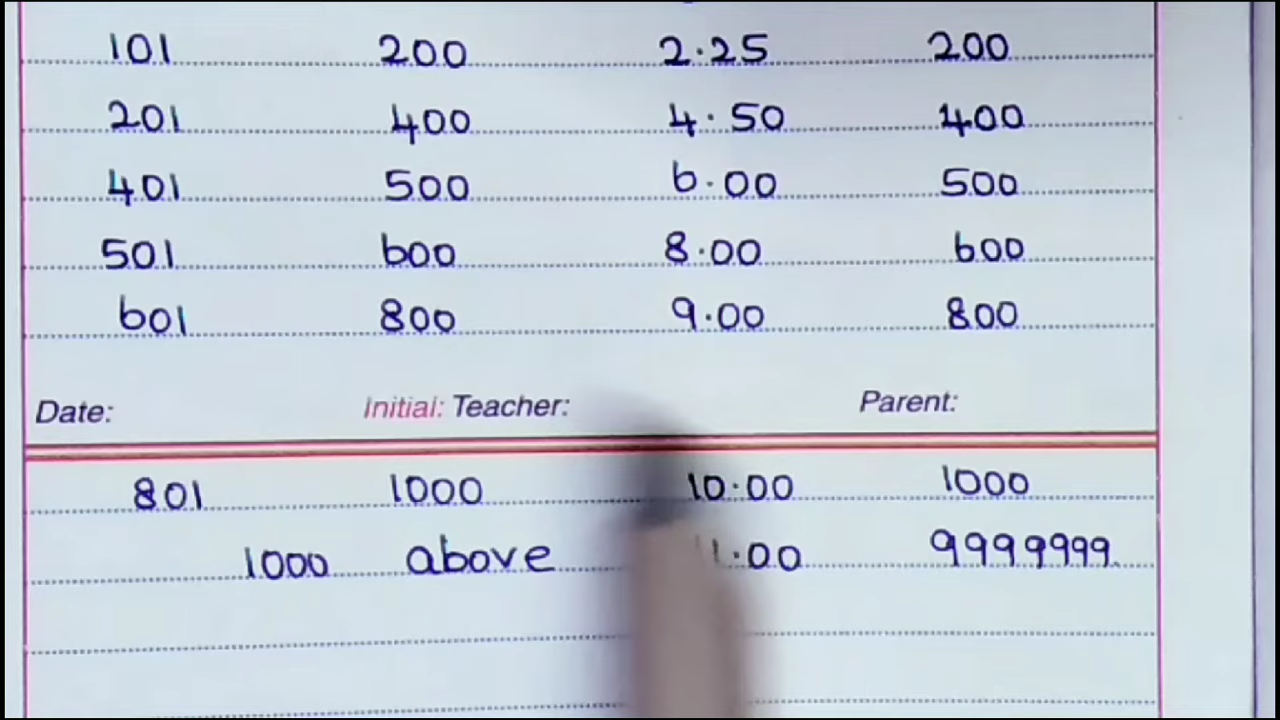 101 200 2.25 200
201 400 4.50 400
401 500 6.00 500
501 600 8.00 600
601 800 9.00 800
Date: Initial: Teacher: Parent:
801 1000 10.00 1000
1000 above 11.00 9999999